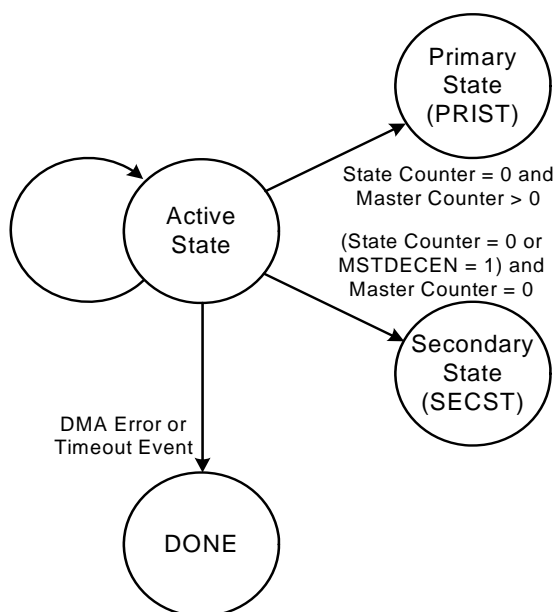 Primary
State
(PRIST)
State Counter = 0 and
Master Counter > 0
Active
State
(State Counter = 0 or
MSTDECEN = 1) and
Master Counter = 0
Secondary
State
(SECST)
DMA Error or
Timeout Event
DONE